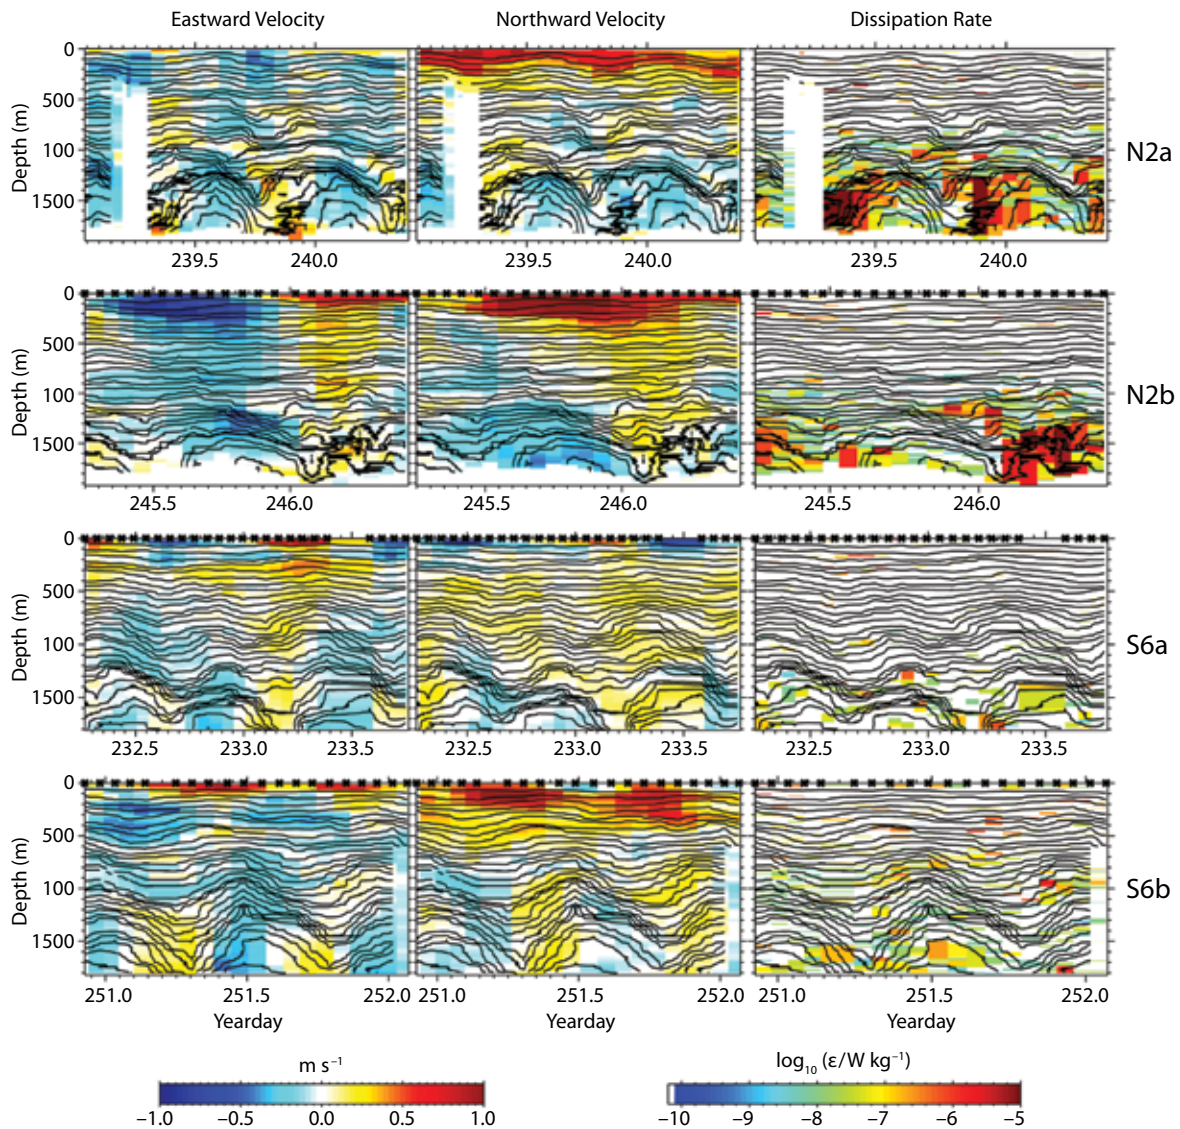 Eastward Velocity Northward Velocity Dissipation Rate
0
500
100
1500
Depth (m)
N2a
239.5 240.0 239.5 240.0 239.5 240.0
0
500
100
1500
Depth (m)
N2b
245.5 246.0 245.5 246.0 245.5 246.0
0
500
100
1500
Depth (m)
S6a
232.5 233.0 233.5 232.5 233.0 233.5 232.5 233.0 233.5
0
500
100
1500
Depth (m)
S6b
251.0 251.5 252.0 251.0 251.5 252.0 251.0 251.5 252.0
Yearday Yearday Yearday
m s⁻¹
−1.0 −0.5 0.0 0.5 1.0
log₁₀ (ε/W kg⁻¹)
−10 −9 −8 −7 −6 −5